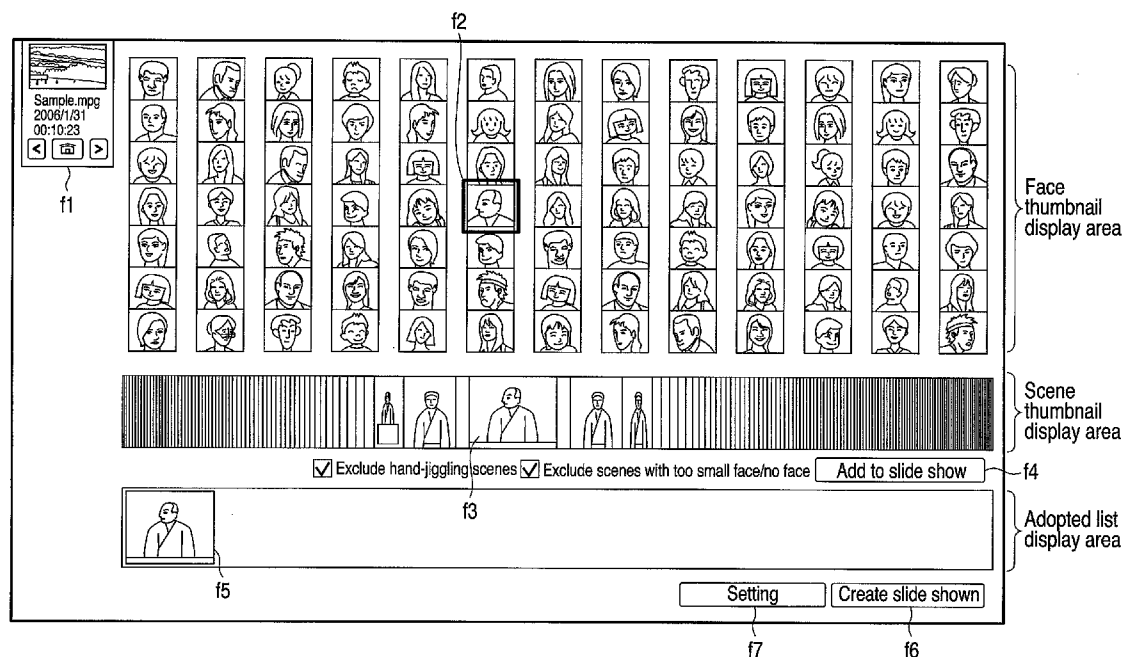 f2
Sample.mpg
2006/1/31
00:10:23
< >
f1
Face
thumbnail
display area
Scene
thumbnail
display area
Exclude hand-jiggling scenes Exclude scenes with too small face/no face Add to slide show
f4
f3
Adopted list
display area
f5
Setting Create slide shown
f7 f6